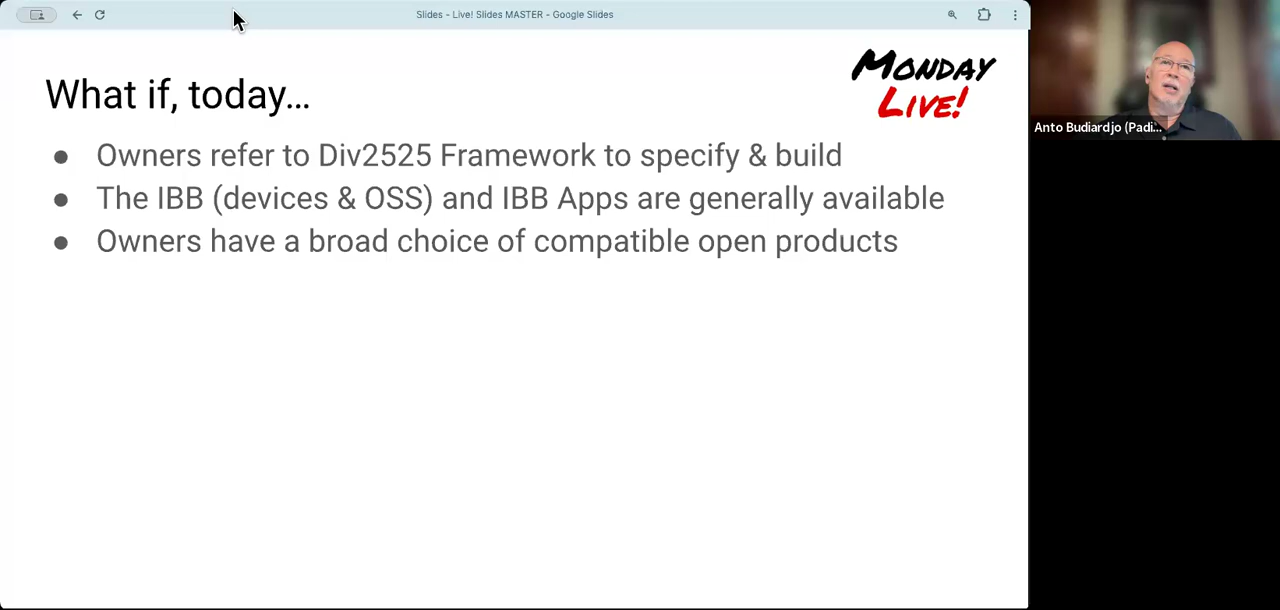 Slides - Live! Slides MASTER - Google Slides
MONDAY
LIVE!
What if, today...
● Owners refer to Div2525 Framework to specify & build
● The IBB (devices & OSS) and IBB Apps are generally available
● Owners have a broad choice of compatible open products
Anto Budiardjo (Padi...